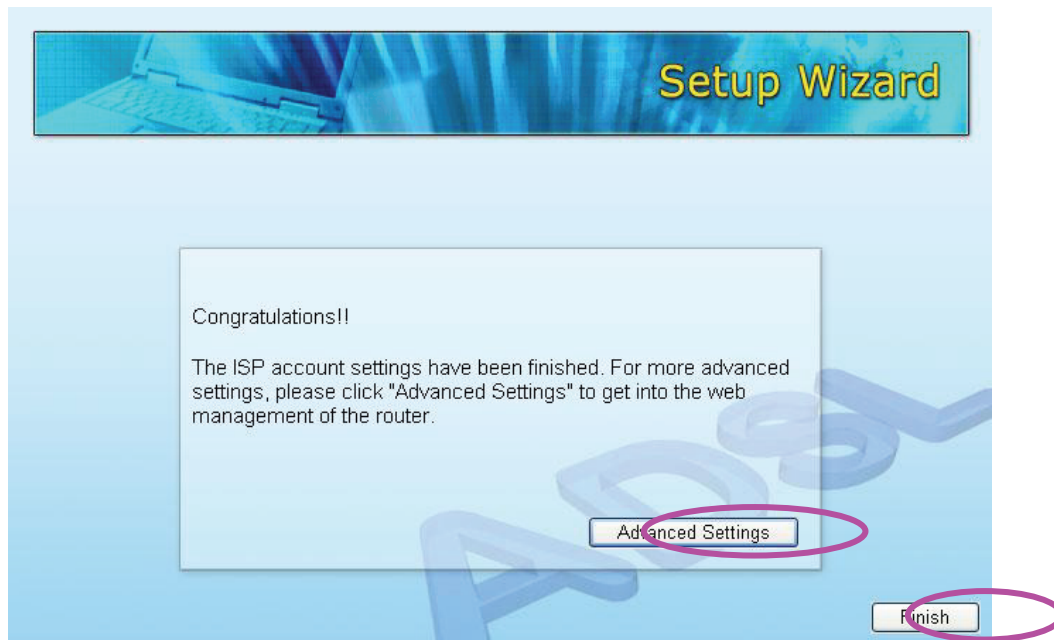 Setup Wizard
Congratulations!!
The ISP account settings have been finished. For more advanced
settings, please click "Advanced Settings" to get into the web
management of the router.
ADSL
Advanced Settings
Finish